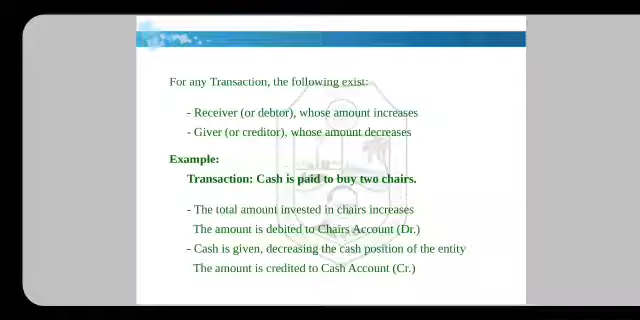 For any Transaction, the following exist:
- Receiver (or debtor), whose amount increases
- Giver (or creditor), whose amount decreases
Example:
Transaction: Cash is paid to buy two chairs.
- The total amount invested in chairs increases
The amount is debited to Chairs Account (Dr.)
- Cash is given, decreasing the cash position of the entity
The amount is credited to Cash Account (Cr.)